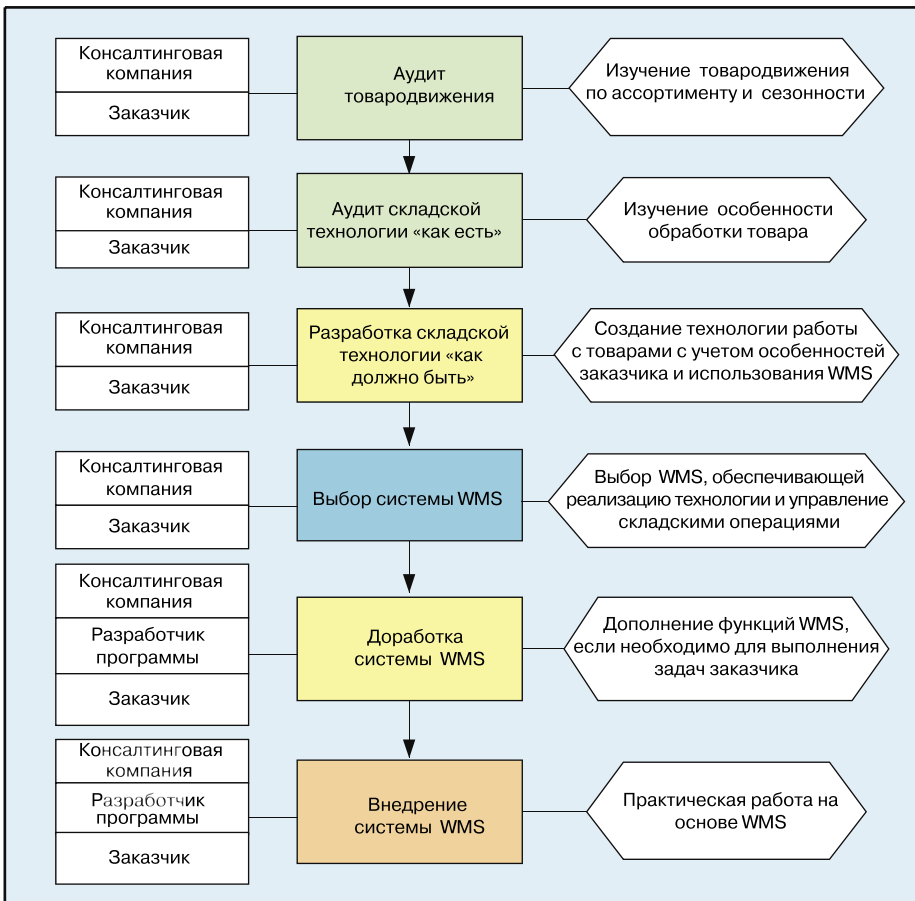 Консалтинговая
компания
Заказчик
Аудит
товародвижения
Изучение товародвижения
по ассортименту и сезонности
Консалтинговая
компания
Заказчик
Аудит складской
технологии «как есть»
Изучение особенности
обработки товара
Консалтинговая
компания
Заказчик
Разработка складской
технологии «как
должно быть»
Создание технологии работы
с товарами с учетом особенностей
заказчика и использования WMS
Консалтинговая
компания
Заказчик
Выбор системы WMS
Выбор WMS, обеспечивающей
реализацию технологии и управление
складскими операциями
Консалтинговая
компания
Разработчик
программы
Заказчик
Доработка
системы WMS
Дополнение функций WMS,
если необходимо для выполнения
задач заказчика
Консалтинговая
компания
Разработчик
программы
Заказчик
Внедрение
системы WMS
Практическая работа на
основе WMS